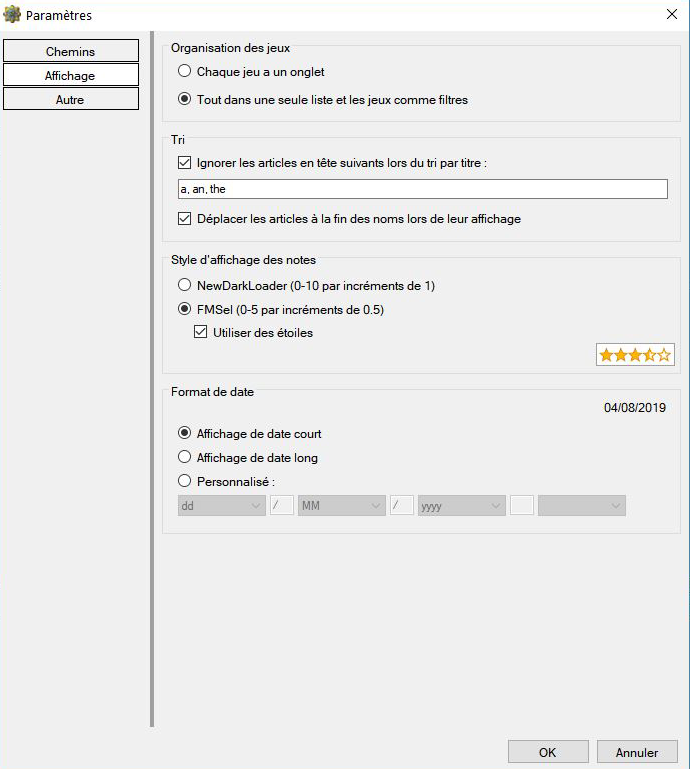 Paramètres
Chemins
Affichage
Autre
Organisation des jeux
Chaque jeu a un onglet
Tout dans une seule liste et les jeux comme filtres
Tri
Ignorer les articles en tête suivants lors du tri par titre :
a, an, the
Déplacer les articles à la fin des noms lors de leur affichage
Style d'affichage des notes
NewDarkLoader (0-10 par incréments de 1)
FMSel (0-5 par incréments de 0.5)
Utiliser des étoiles
Format de date
04/08/2019
Affichage de date court
Affichage de date long
Personnalisé :
dd / MM / yyyy
OK Annuler